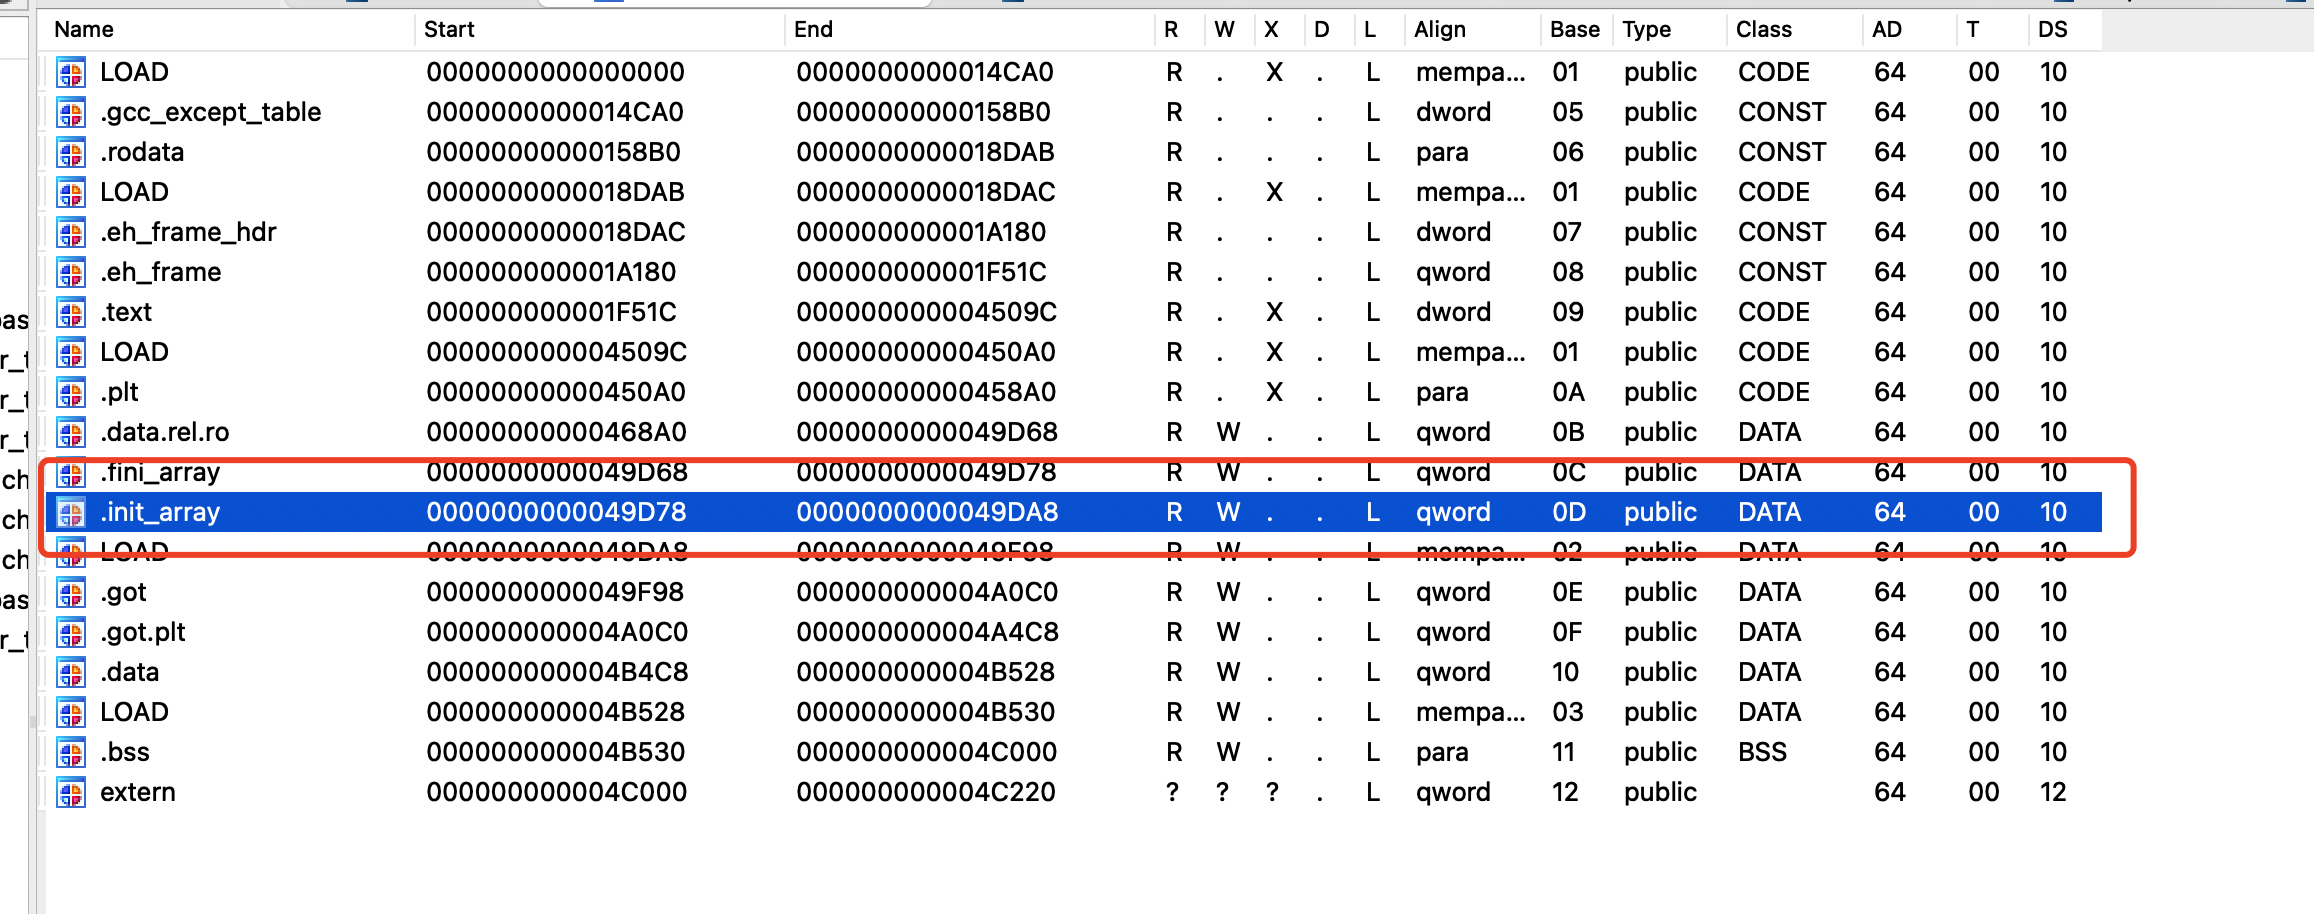 Name Start End R W X D L Align Base Type Class AD T DS
LOAD 0000000000000000 0000000000014CA0 R . X . L mempa... 01 public CODE 64 00 10
.gcc_except_table 0000000000014CA0 00000000000158B0 R . . . L dword 05 public CONST 64 00 10
.rodata 00000000000158B0 0000000000018DAB R . . . L para 06 public CONST 64 00 10
LOAD 0000000000018DAB 0000000000018DAC R . X . L mempa... 01 public CODE 64 00 10
.eh_frame_hdr 0000000000018DAC 000000000001A180 R . . . L dword 07 public CONST 64 00 10
.eh_frame 000000000001A180 000000000001F51C R . . . L qword 08 public CONST 64 00 10
.text 000000000001F51C 000000000004509C R . X . L dword 09 public CODE 64 00 10
LOAD 000000000004509C 00000000000450A0 R . X . L mempa... 01 public CODE 64 00 10
.plt 00000000000450A0 00000000000458A0 R . X . L para 0A public CODE 64 00 10
.data.rel.ro 00000000000468A0 0000000000049D68 R W . . L qword 0B public DATA 64 00 10
.fini_array 0000000000049D68 0000000000049D78 R W . . L qword 0C public DATA 64 00 10
.init_array 0000000000049D78 0000000000049DA8 R W . . L qword 0D public DATA 64 00 10
LOAD 0000000000049DA8 0000000000049F98 R W . . L mempa... 02 public DATA 64 00 10
.got 0000000000049F98 000000000004A0C0 R W . . L qword 0E public DATA 64 00 10
.got.plt 000000000004A0C0 000000000004A4C8 R W . . L qword 0F public DATA 64 00 10
.data 000000000004B4C8 000000000004B528 R W . . L qword 10 public DATA 64 00 10
LOAD 000000000004B528 000000000004B530 R W . . L mempa... 03 public DATA 64 00 10
.bss 000000000004B530 000000000004C000 R W . . L para 11 public BSS 64 00 10
extern 000000000004C000 000000000004C220 ? ? ? . L qword 12 public 64 00 12